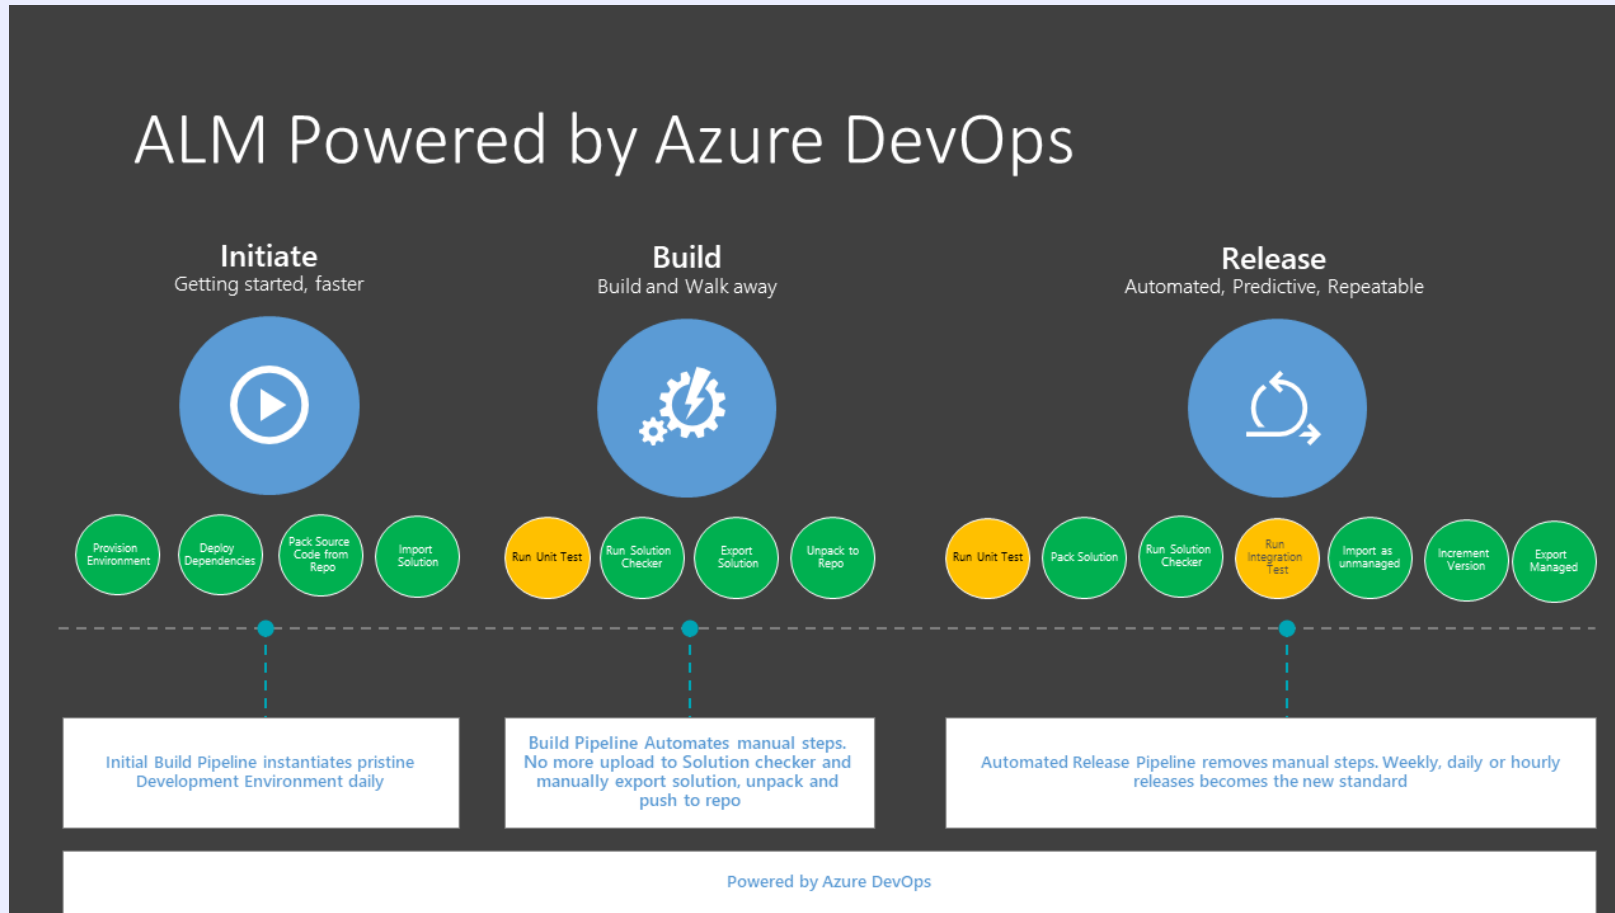 ALM Powered by Azure DevOps
Initiate
Getting started, faster
Build
Build and Walk away
Release
Automated, Predictive, Repeatable
Provision
Environment
Deploy
Dependencies
Pack Source
Code from
Repo
Import
Solution
Run Unit Test
Run Solution
Checker
Export
Solution
Unpack to
Repo
Run Unit Test
Pack Solution
Run Solution
Checker
Run
Integration
Test
Import as
unmanaged
Increment
Version
Export
Managed
Initial Build Pipeline instantiates pristine
Development Environment daily
Build Pipeline Automates manual steps.
No more upload to Solution checker and
manually export solution, unpack and
push to repo
Automated Release Pipeline removes manual steps. Weekly, daily or hourly
releases becomes the new standard
Powered by Azure DevOps